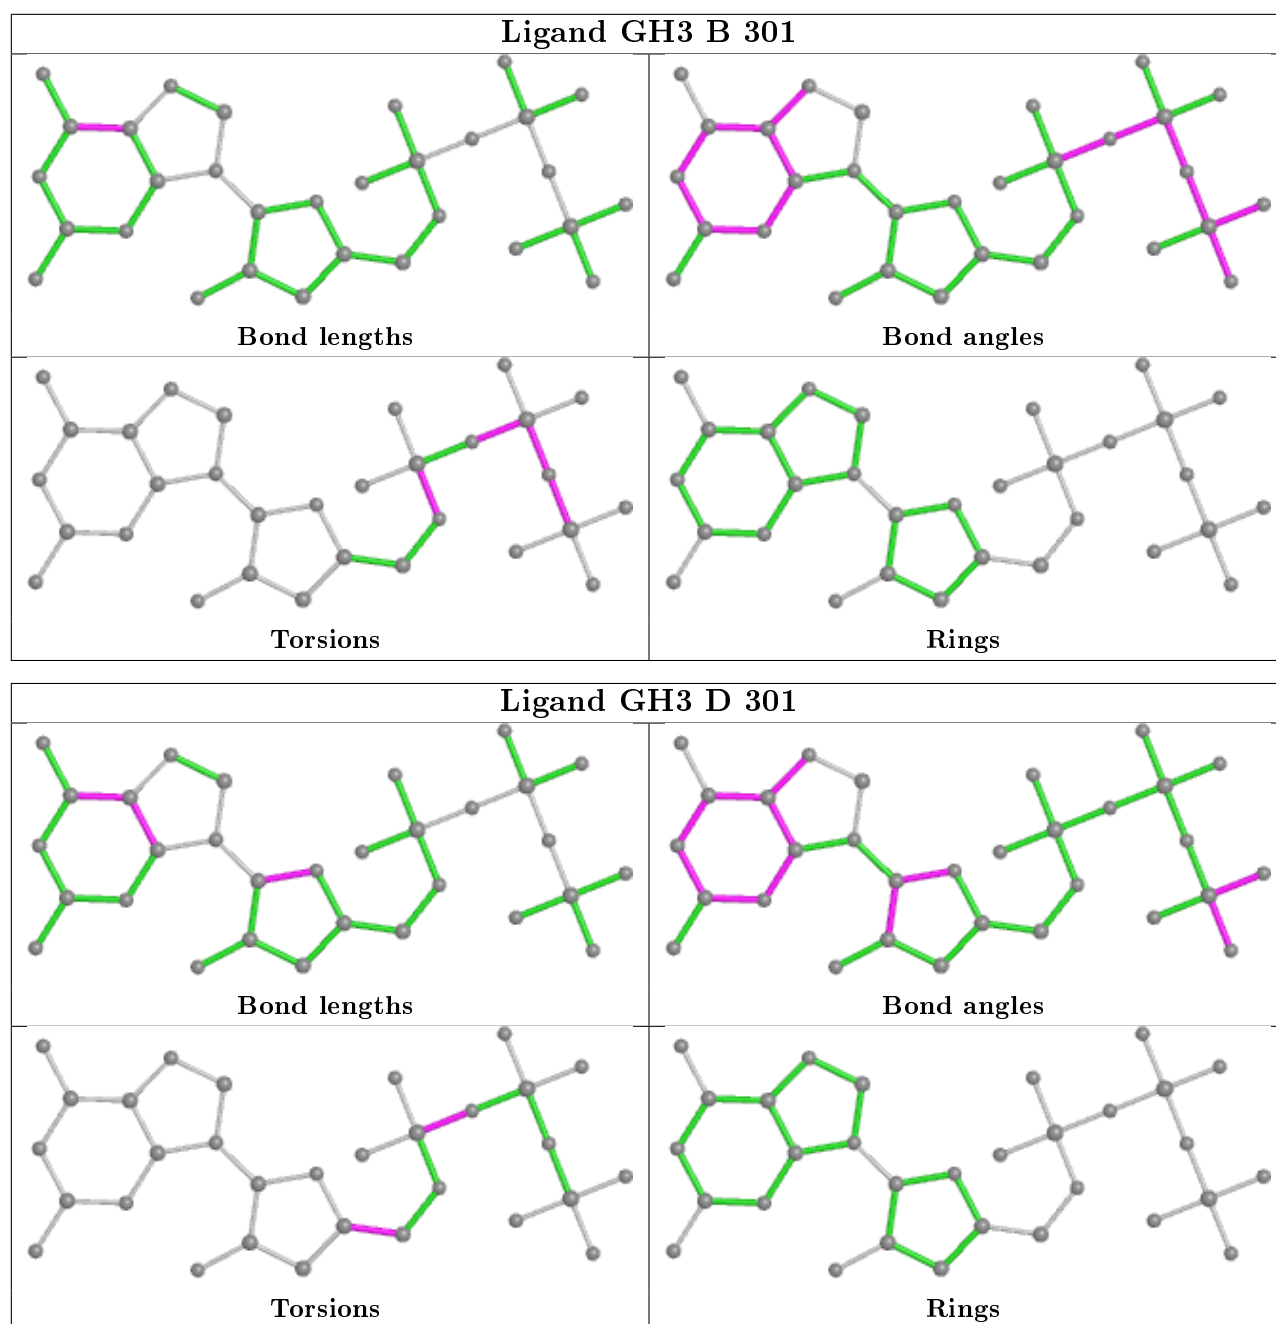 Ligand GH3 B 301
Bond lengths
Bond angles
Torsions
Rings
Ligand GH3 D 301
Bond lengths
Bond angles
Torsions
Rings